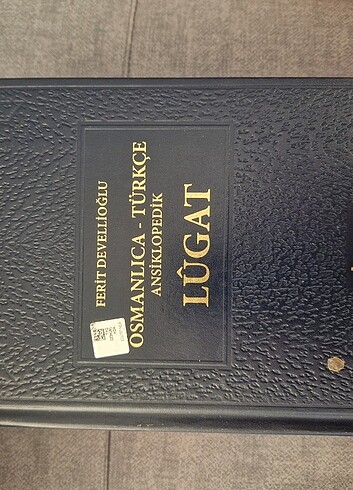 FERİT DEVELLİOĞLU
OSMANLICA - TÜRKÇE
ANSİKLOPEDİK
LÛGAT